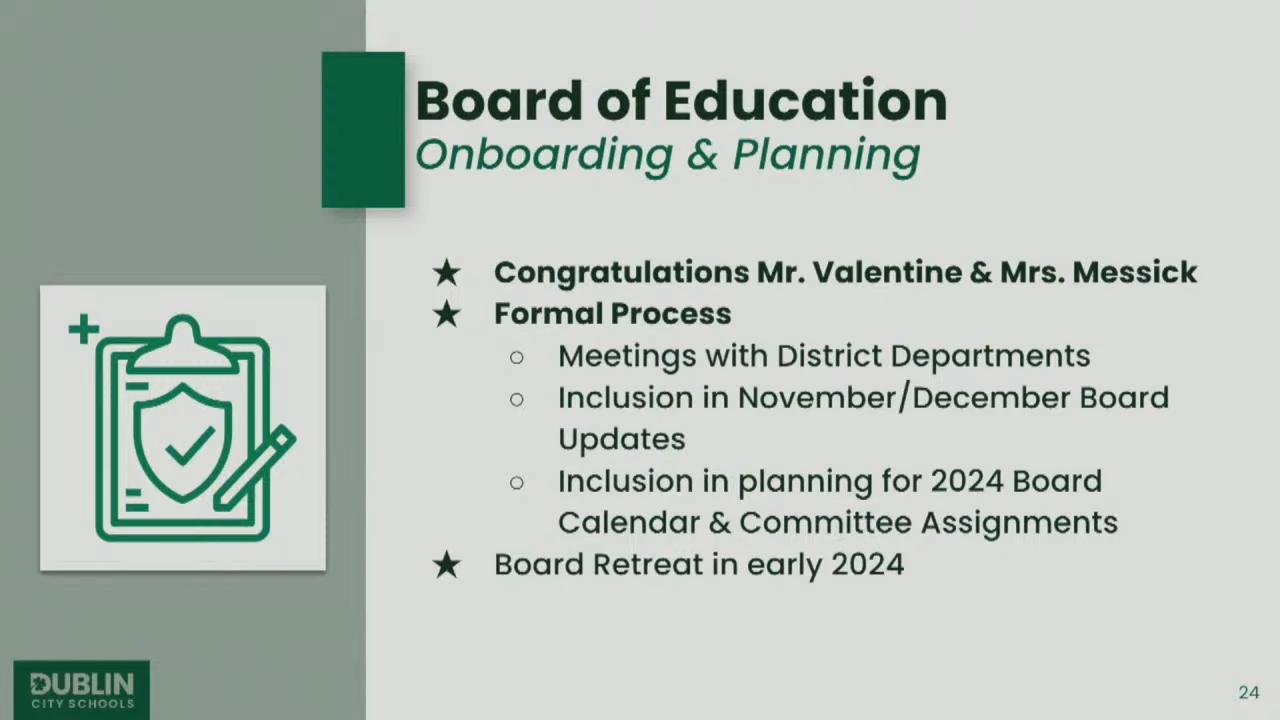 Board of Education
Onboarding & Planning
★ Congratulations Mr. Valentine & Mrs. Messick
★ Formal Process
○ Meetings with District Departments
○ Inclusion in November/December Board
Updates
○ Inclusion in planning for 2024 Board
Calendar & Committee Assignments
★ Board Retreat in early 2024
DUBLIN
CITY SCHOOLS
24